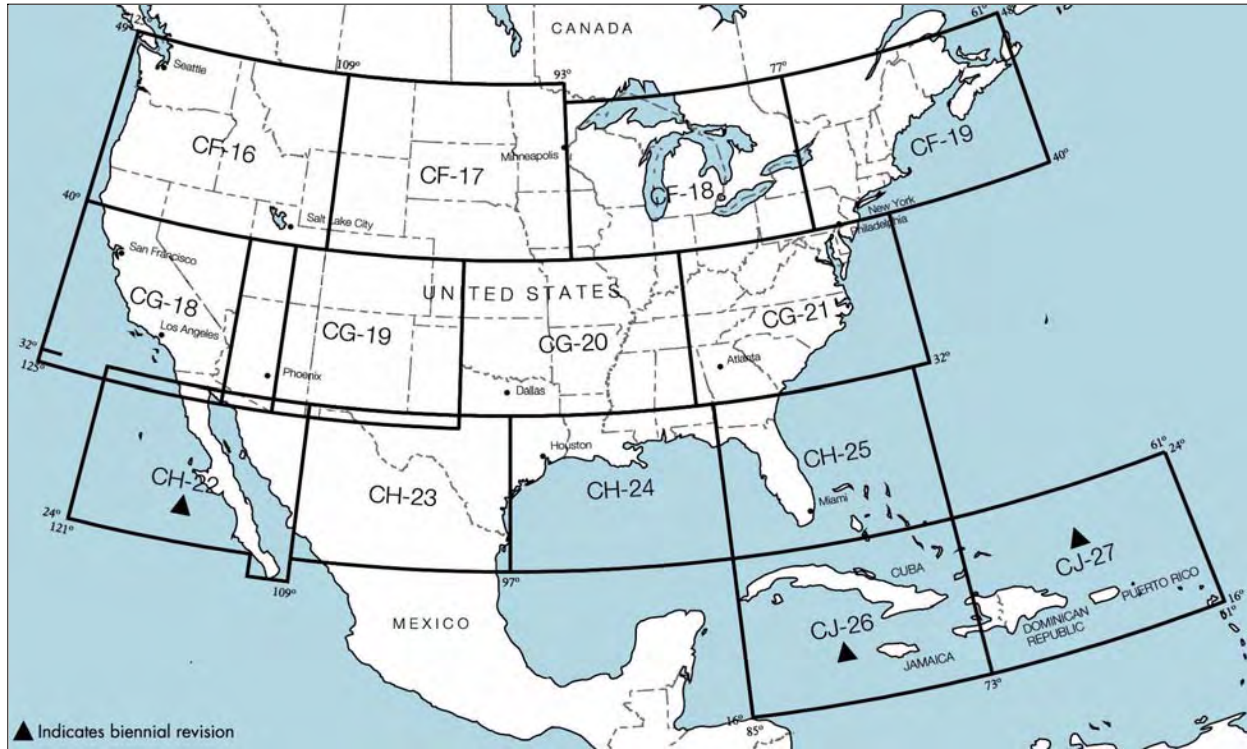 125°
49°
CANADA
61°
48°
Seattle
109°
93°
77°
CF-16
CF-17
Minneapolis
CF-18
CF-19
40°
40°
Salt Lake City
New York
Philadelphia
San Francisco
UNITED STATES
CG-18
CG-19
CG-20
CG-21
Los Angeles
32°
125°
Phoenix
Dallas
Atlanta
32°
Houston
CH-22
CH-23
CH-24
CH-25
Miami
61°
24°
24°
121°
97°
109°
CUBA
CJ-27
PUERTO RICO
16°
61°
MEXICO
CJ-26
DOMINICAN
REPUBLIC
JAMAICA
73°
16°
85°
Indicates biennial revision